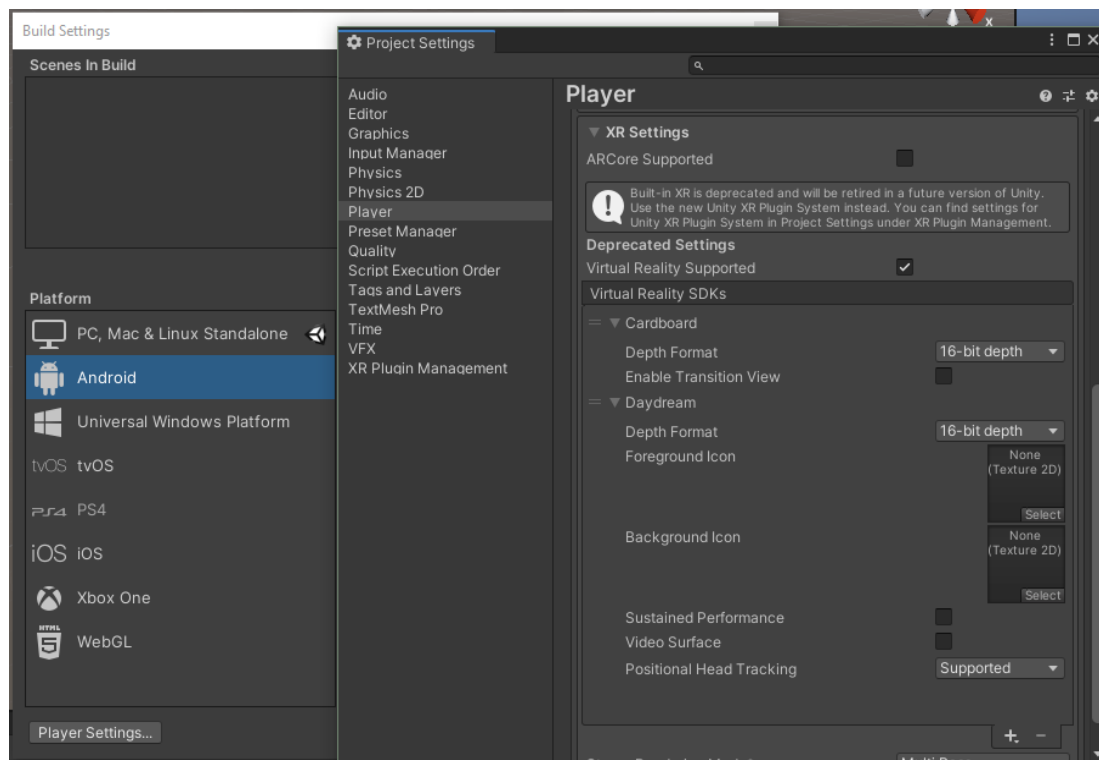 Build Settings
Scenes In Build
Platform
PC, Mac & Linux Standalone
Android
Universal Windows Platform
tvOS tvOS
PS4 PS4
iOS iOS
Xbox One
HTML 5 WebGL
Player Settings...
Project Settings
Audio
Editor
Graphics
Input Manager
Physics
Physics 2D
Player
Preset Manager
Quality
Script Execution Order
Tags and Layers
TextMesh Pro
Time
VFX
XR Plugin Management
x
Player
XR Settings
ARCore Supported
Built-in XR is deprecated and will be retired in a future version of Unity.
Use the new Unity XR Plugin System instead. You can find settings for
Unity XR Plugin System in Project Settings under XR Plugin Management.
Deprecated Settings
Virtual Reality Supported
Virtual Reality SDKs
Cardboard
Depth Format 16-bit depth
Enable Transition View
Daydream
Depth Format 16-bit depth
Foreground Icon
None
(Texture 2D)
Select
Background Icon
None
(Texture 2D)
Select
Sustained Performance
Video Surface
Positional Head Tracking Supported